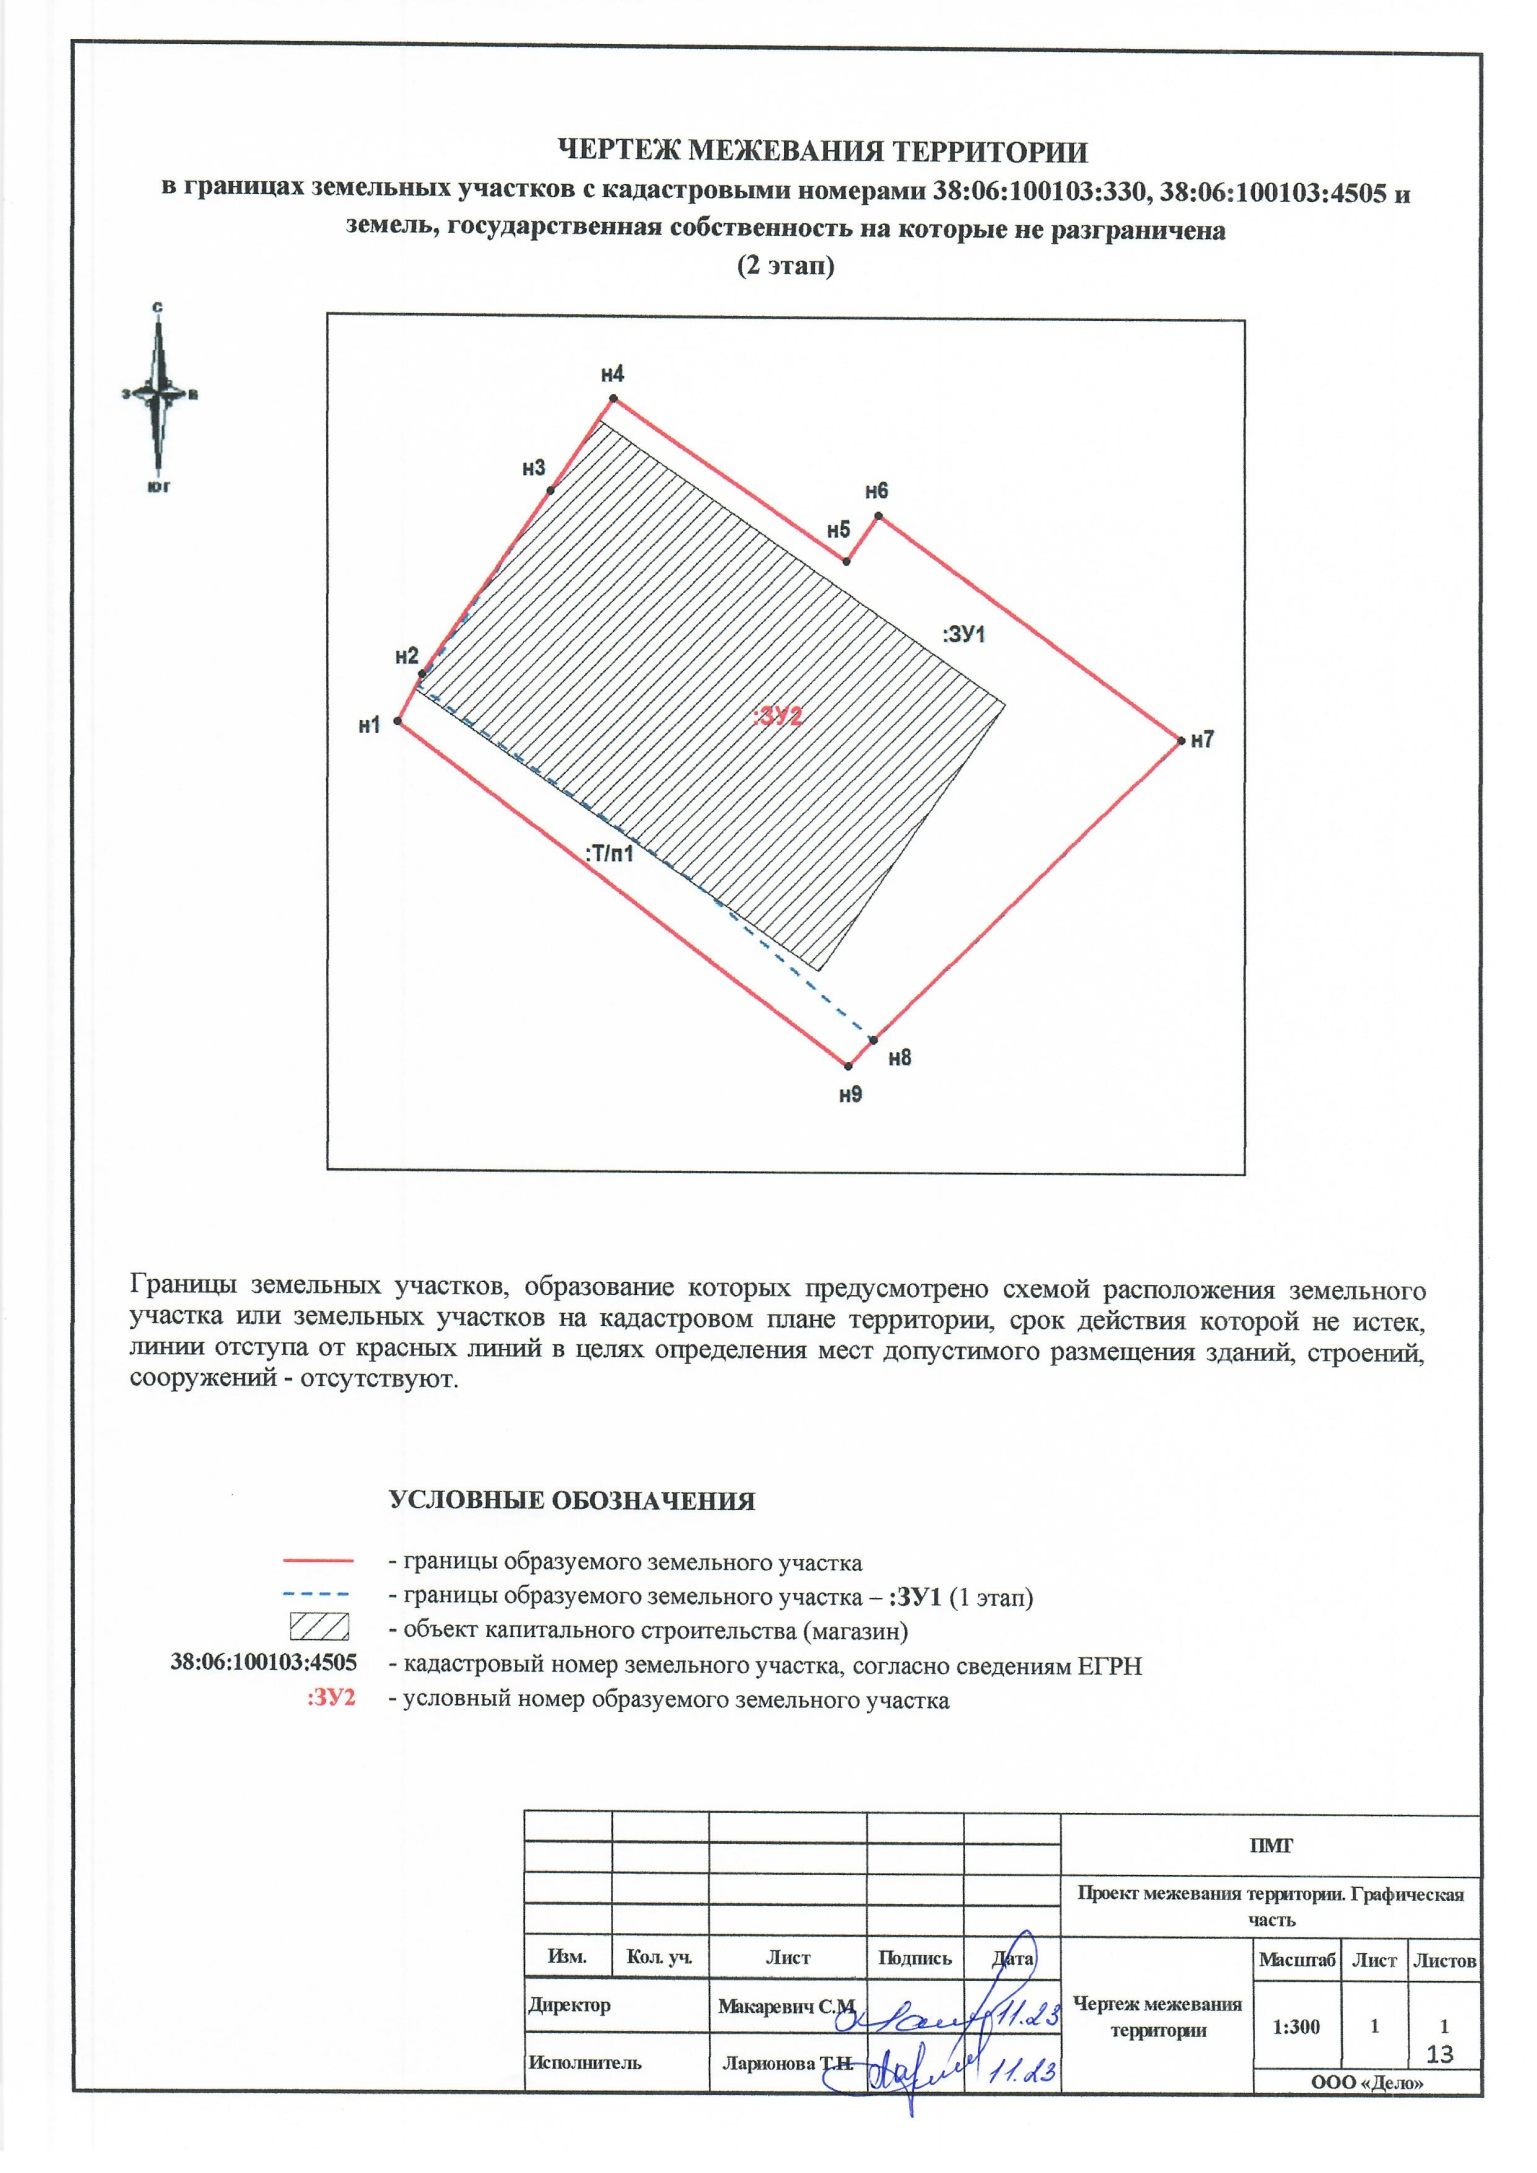 ЧЕРТЕЖ МЕЖЕВАНИЯ ТЕРРИТОРИИ
в границах земельных участков с кадастровыми номерами 38:06:100103:330, 38:06:100103:4505 и
земель, государственная собственность на которые не разграничена
(2 этап)
С
З В
ЮГ
н4
н3
н6
н5
:ЗУ1
н2
:ЗУ2
н1
н7
:Т/п1
н8
н9
Границы земельных участков, образование которых предусмотрено схемой расположения земельного
участка или земельных участков на кадастровом плане территории, срок действия которой не истек,
линии отступа от красных линий в целях определения мест допустимого размещения зданий, строений,
сооружений - отсутствуют.
УСЛОВНЫЕ ОБОЗНАЧЕНИЯ
- границы образуемого земельного участка
- границы образуемого земельного участка – :ЗУ1 (1 этап)
- объект капитального строительства (магазин)
38:06:100103:4505 - кадастровый номер земельного участка, согласно сведениям ЕГРН
:ЗУ2 - условный номер образуемого земельного участка
ПМТ
Проект межевания территории. Графическая
часть
Изм. Кол. уч. Лист Подпись Дата
Масштаб Лист Листов
Директор Макаревич С.М. 11.23
Чертеж межевания
территории
1:300 1 1
13
Исполнитель Ларионова Т.Н. 11.23
ООО «Дело»